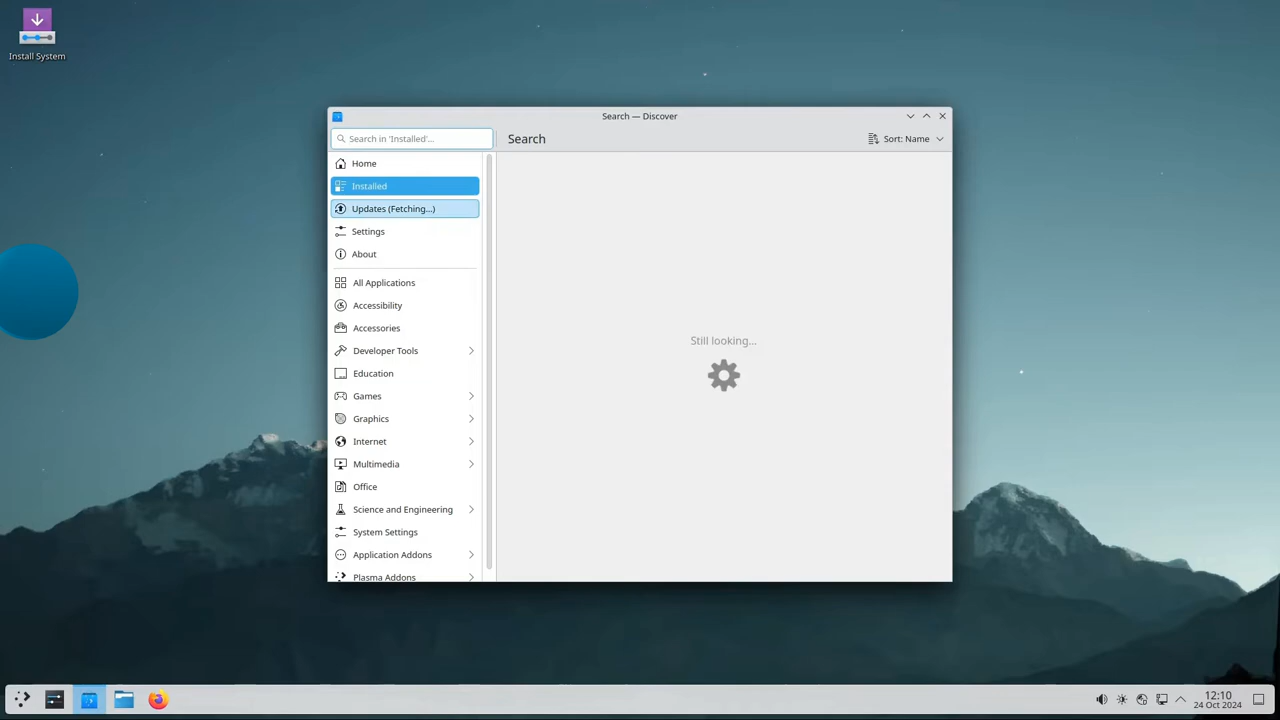 Install System
Search — Discover
Search in 'Installed'...
Search
Sort: Name
Home
Installed
Updates (Fetching...)
Settings
About
All Applications
Accessibility
Accessories
Developer Tools
Education
Games
Graphics
Internet
Multimedia
Office
Science and Engineering
System Settings
Application Addons
Plasma Addons
Still looking...
12:10
24 Oct 2024